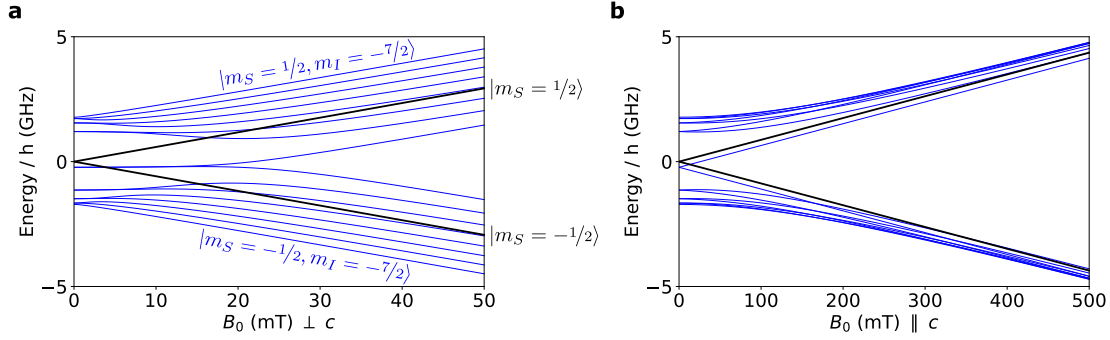 a
5
0
−5
Energy / h (GHz)
0
10
20
30
40
50
B₀ (mT) ⊥ c
|m_S = 1/2, m_I = −7/2⟩
|m_S = −1/2, m_I = −7/2⟩
|m_S = 1/2⟩
|m_S = −1/2⟩
b
5
0
−5
Energy / h (GHz)
0
100
200
300
400
500
B₀ (mT) ∥ c